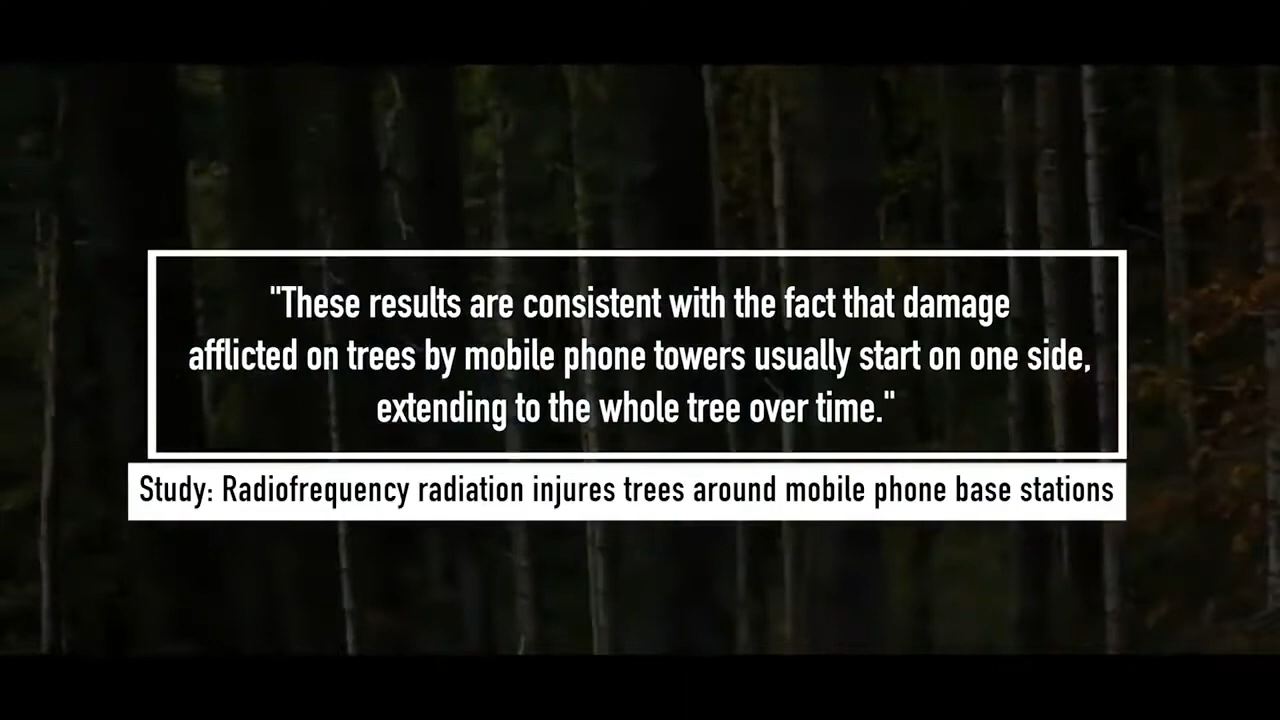 "These results are consistent with the fact that damage
afflicted on trees by mobile phone towers usually start on one side,
extending to the whole tree over time."
Study: Radiofrequency radiation injures trees around mobile phone base stations